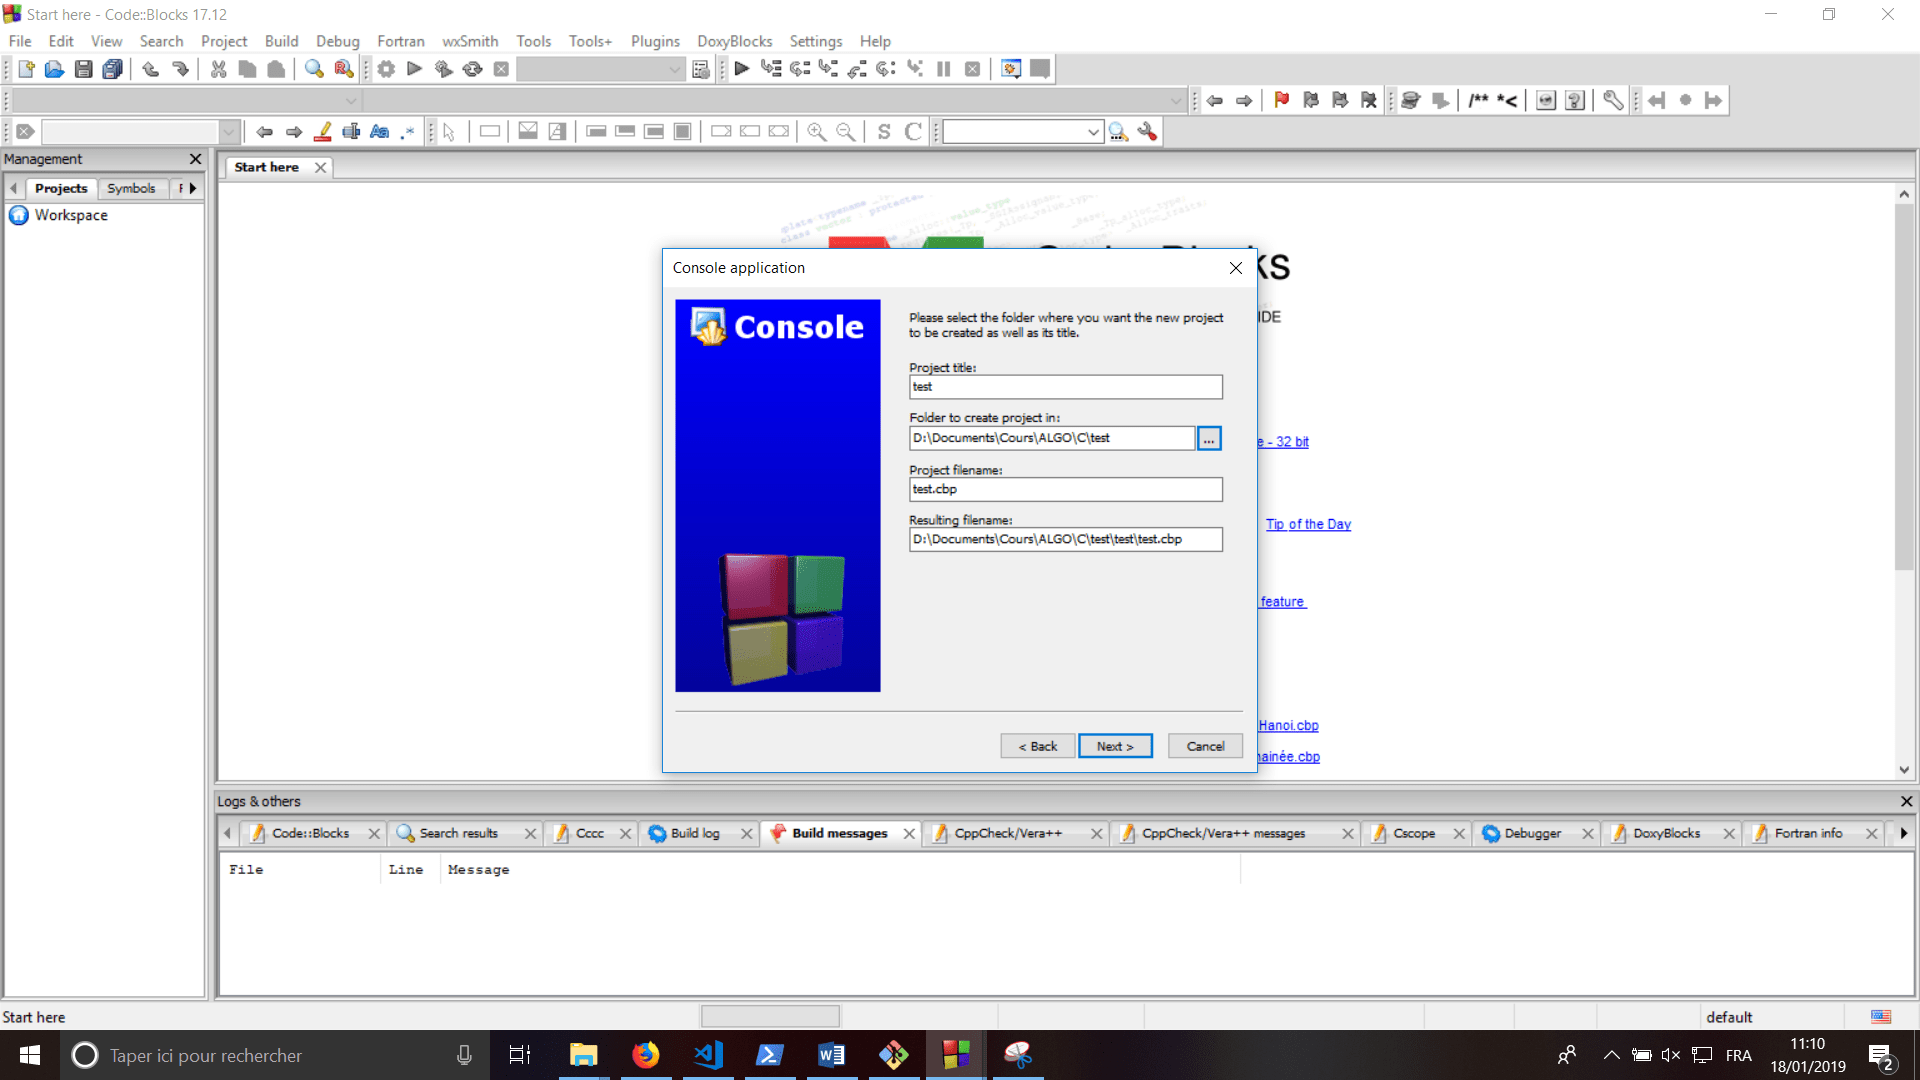 Start here - Code::Blocks 17.12
File Edit View Search Project Build Debug Fortran wxSmith Tools Tools+ Plugins DoxyBlocks Settings Help
/** *<
Aa .*
S C
Management
Start here
Projects Symbols
Workspace
Console application
ks
IDE
Console
Please select the folder where you want the new project
to be created as well as its title.
Project title:
test
Folder to create project in:
D:\Documents\Cours\ALGO\C\test
...
e - 32 bit
Project filename:
test.cbp
Resulting filename:
Tip of the Day
D:\Documents\Cours\ALGO\C\test\test\test.cbp
feature
Hanoi.cbp
< Back Next > Cancel
ainée.cbp
Logs & others
Code::Blocks Search results Cccc Build log Build messages CppCheck/Vera++ CppCheck/Vera++ messages Cscope Debugger DoxyBlocks Fortran info
File Line Message
Start here
default
Taper ici pour rechercher
FRA
11:10
18/01/2019
2